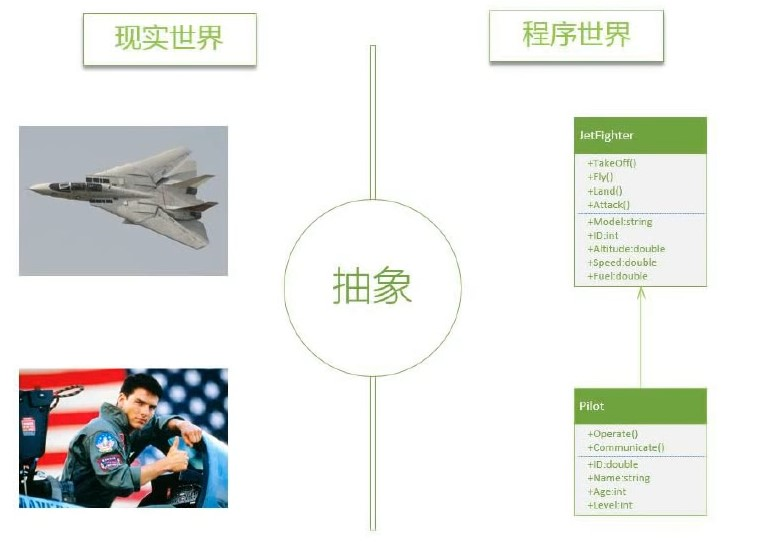 现实世界
程序世界
抽象
JetFighter
+TakeOff()
+Fly()
+Land()
+Attack()
+Model:string
+ID:int
+Altitude:double
+Speed:double
+Fuel:double
Pilot
+Operate()
+Communicate()
+ID:double
+Name:string
+Age:int
+Level:int